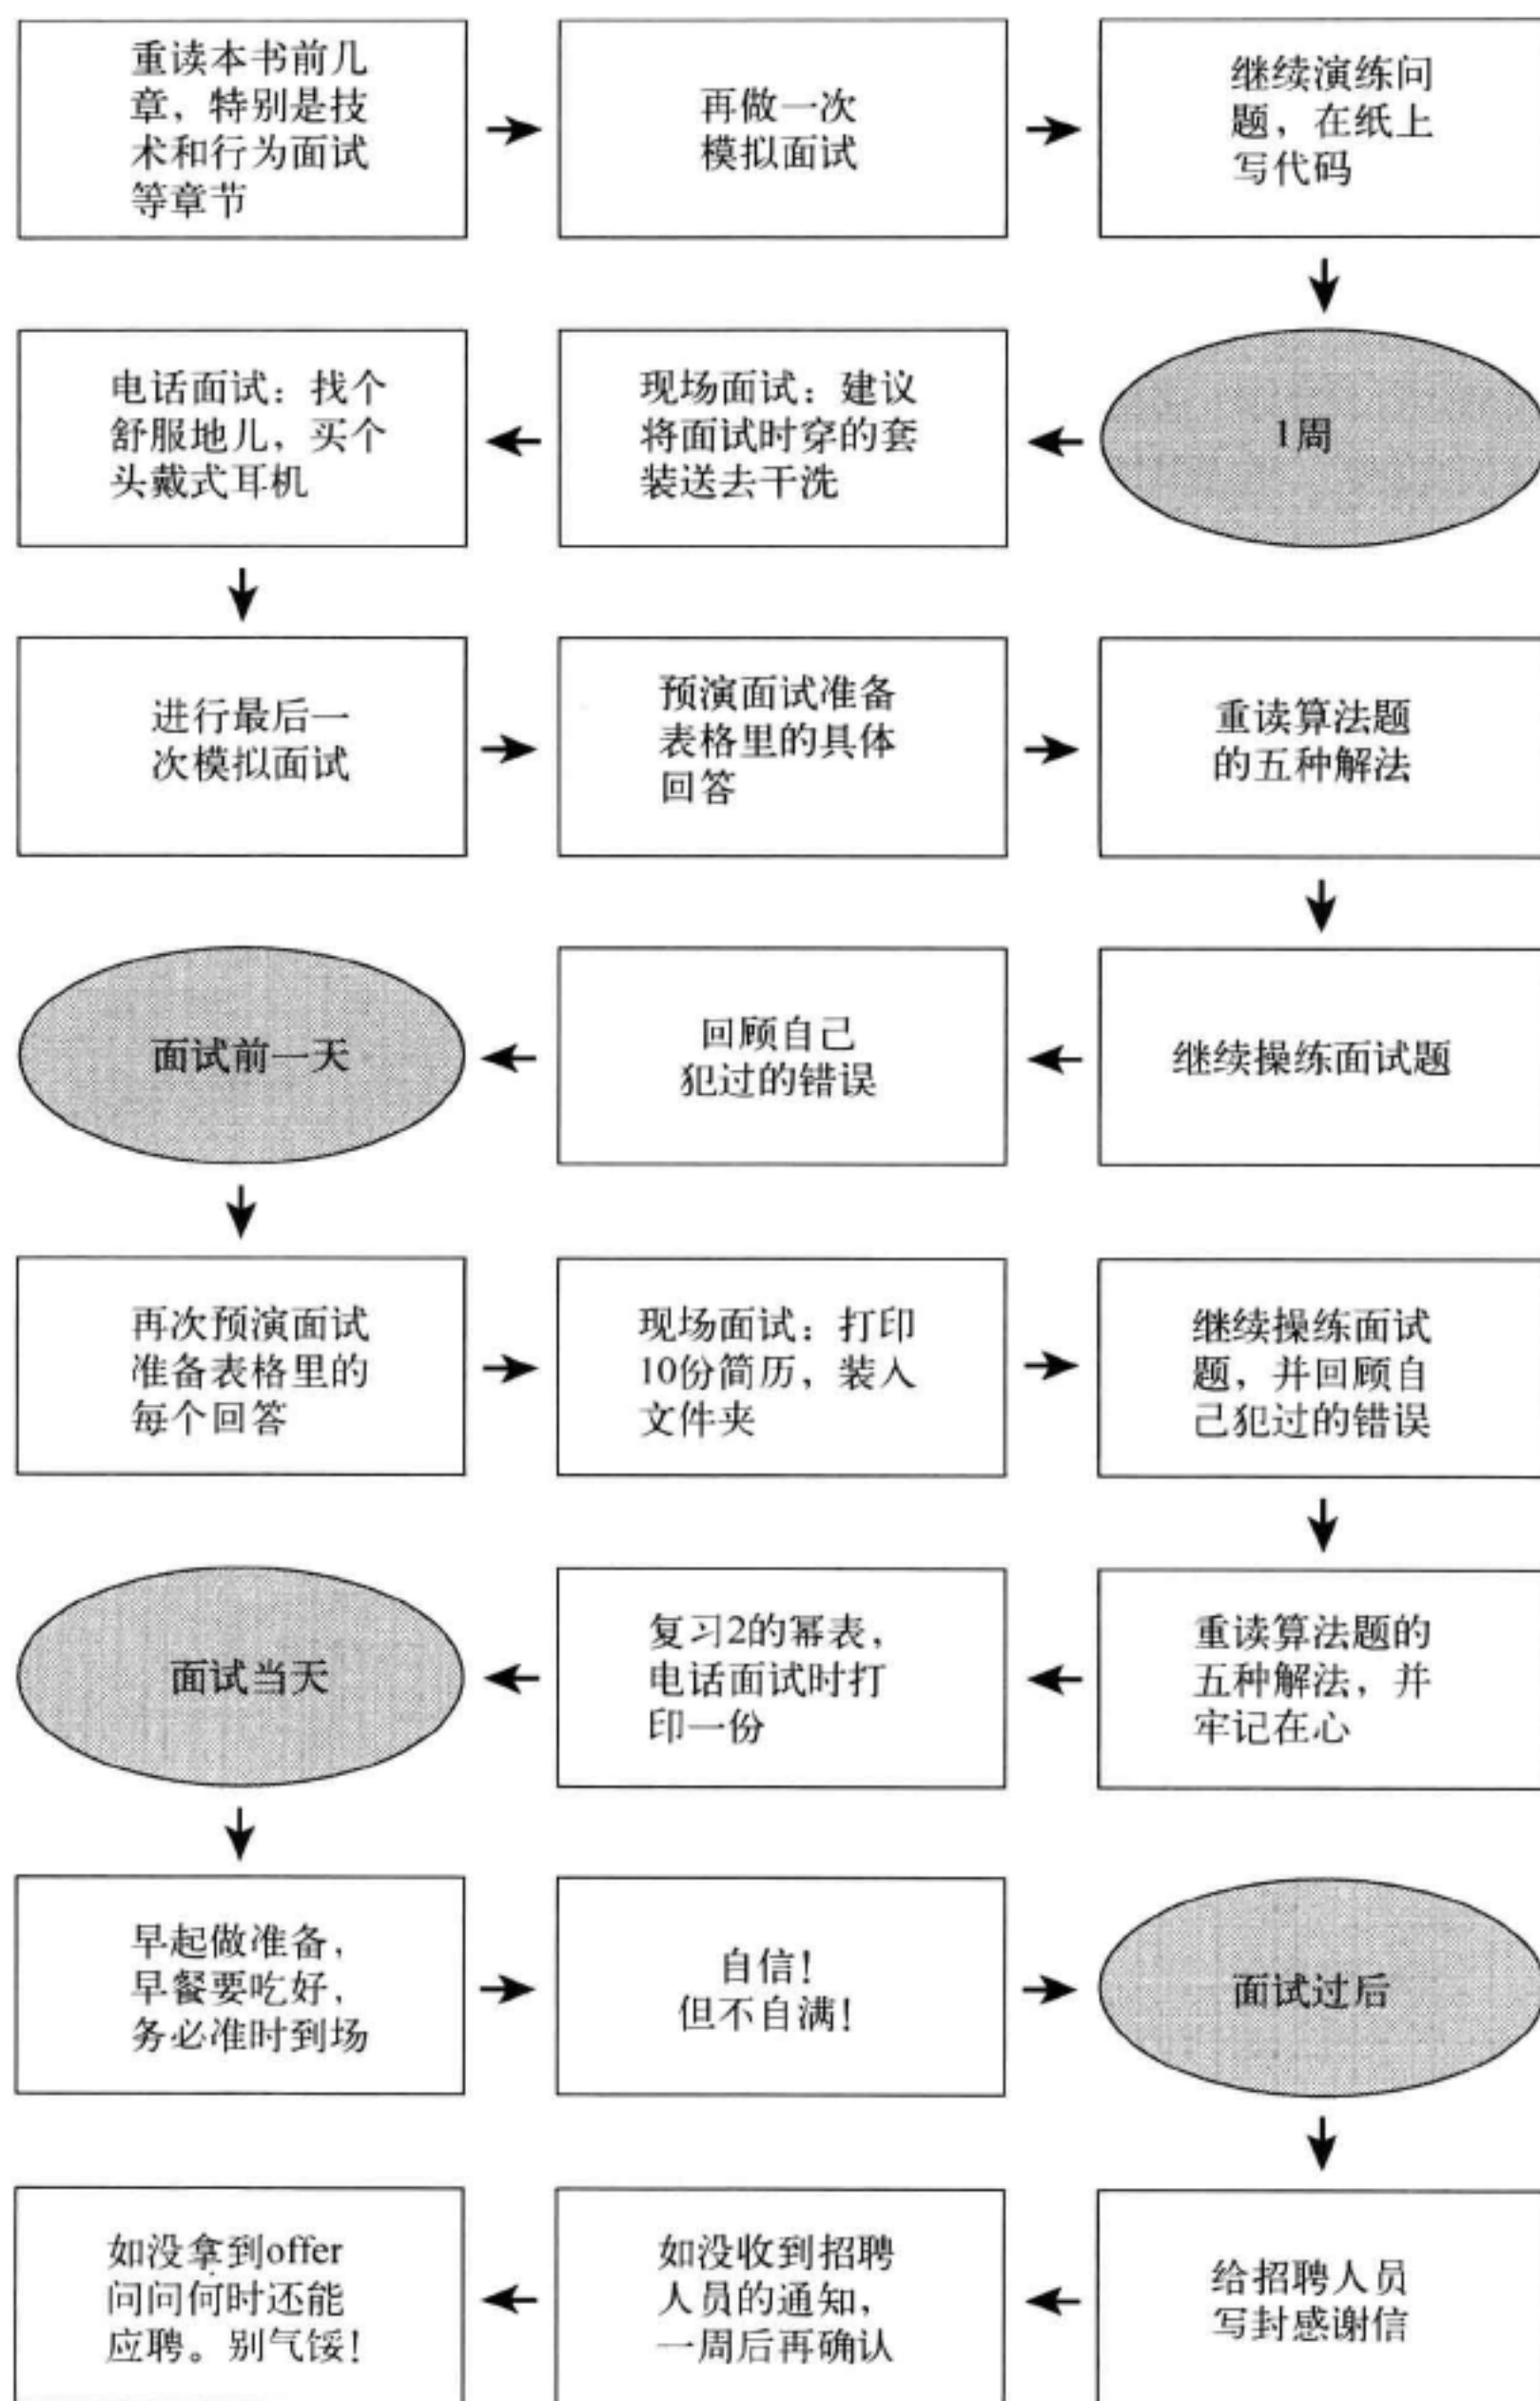 重读本书前几
章，特别是技
术和行为面试
等章节
再做一次
模拟面试
继续演练问
题，在纸上
写代码
1周
现场面试：建议
将面试时穿的套
装送去干洗
电话面试：找个
舒服地儿，买个
头戴式耳机
进行最后一
次模拟面试
预演面试准备
表格里的具体
回答
重读算法题
的五种解法
继续操练面试题
回顾自己
犯过的错误
面试前一天
再次预演面试
准备表格里的
每个回答
现场面试：打印
10份简历，装入
文件夹
继续操练面试
题，并回顾自
己犯过的错误
重读算法题的
五种解法，并
牢记在心
复习2的幂表，
电话面试时打
印一份
面试当天
早起做准备，
早餐要吃好，
务必准时到场
自信！
但不自满！
面试过后
给招聘人员
写封感谢信
如没收到招聘
人员的通知，
一周后再确认
如没拿到offer
问问何时还能
应聘。别气馁！